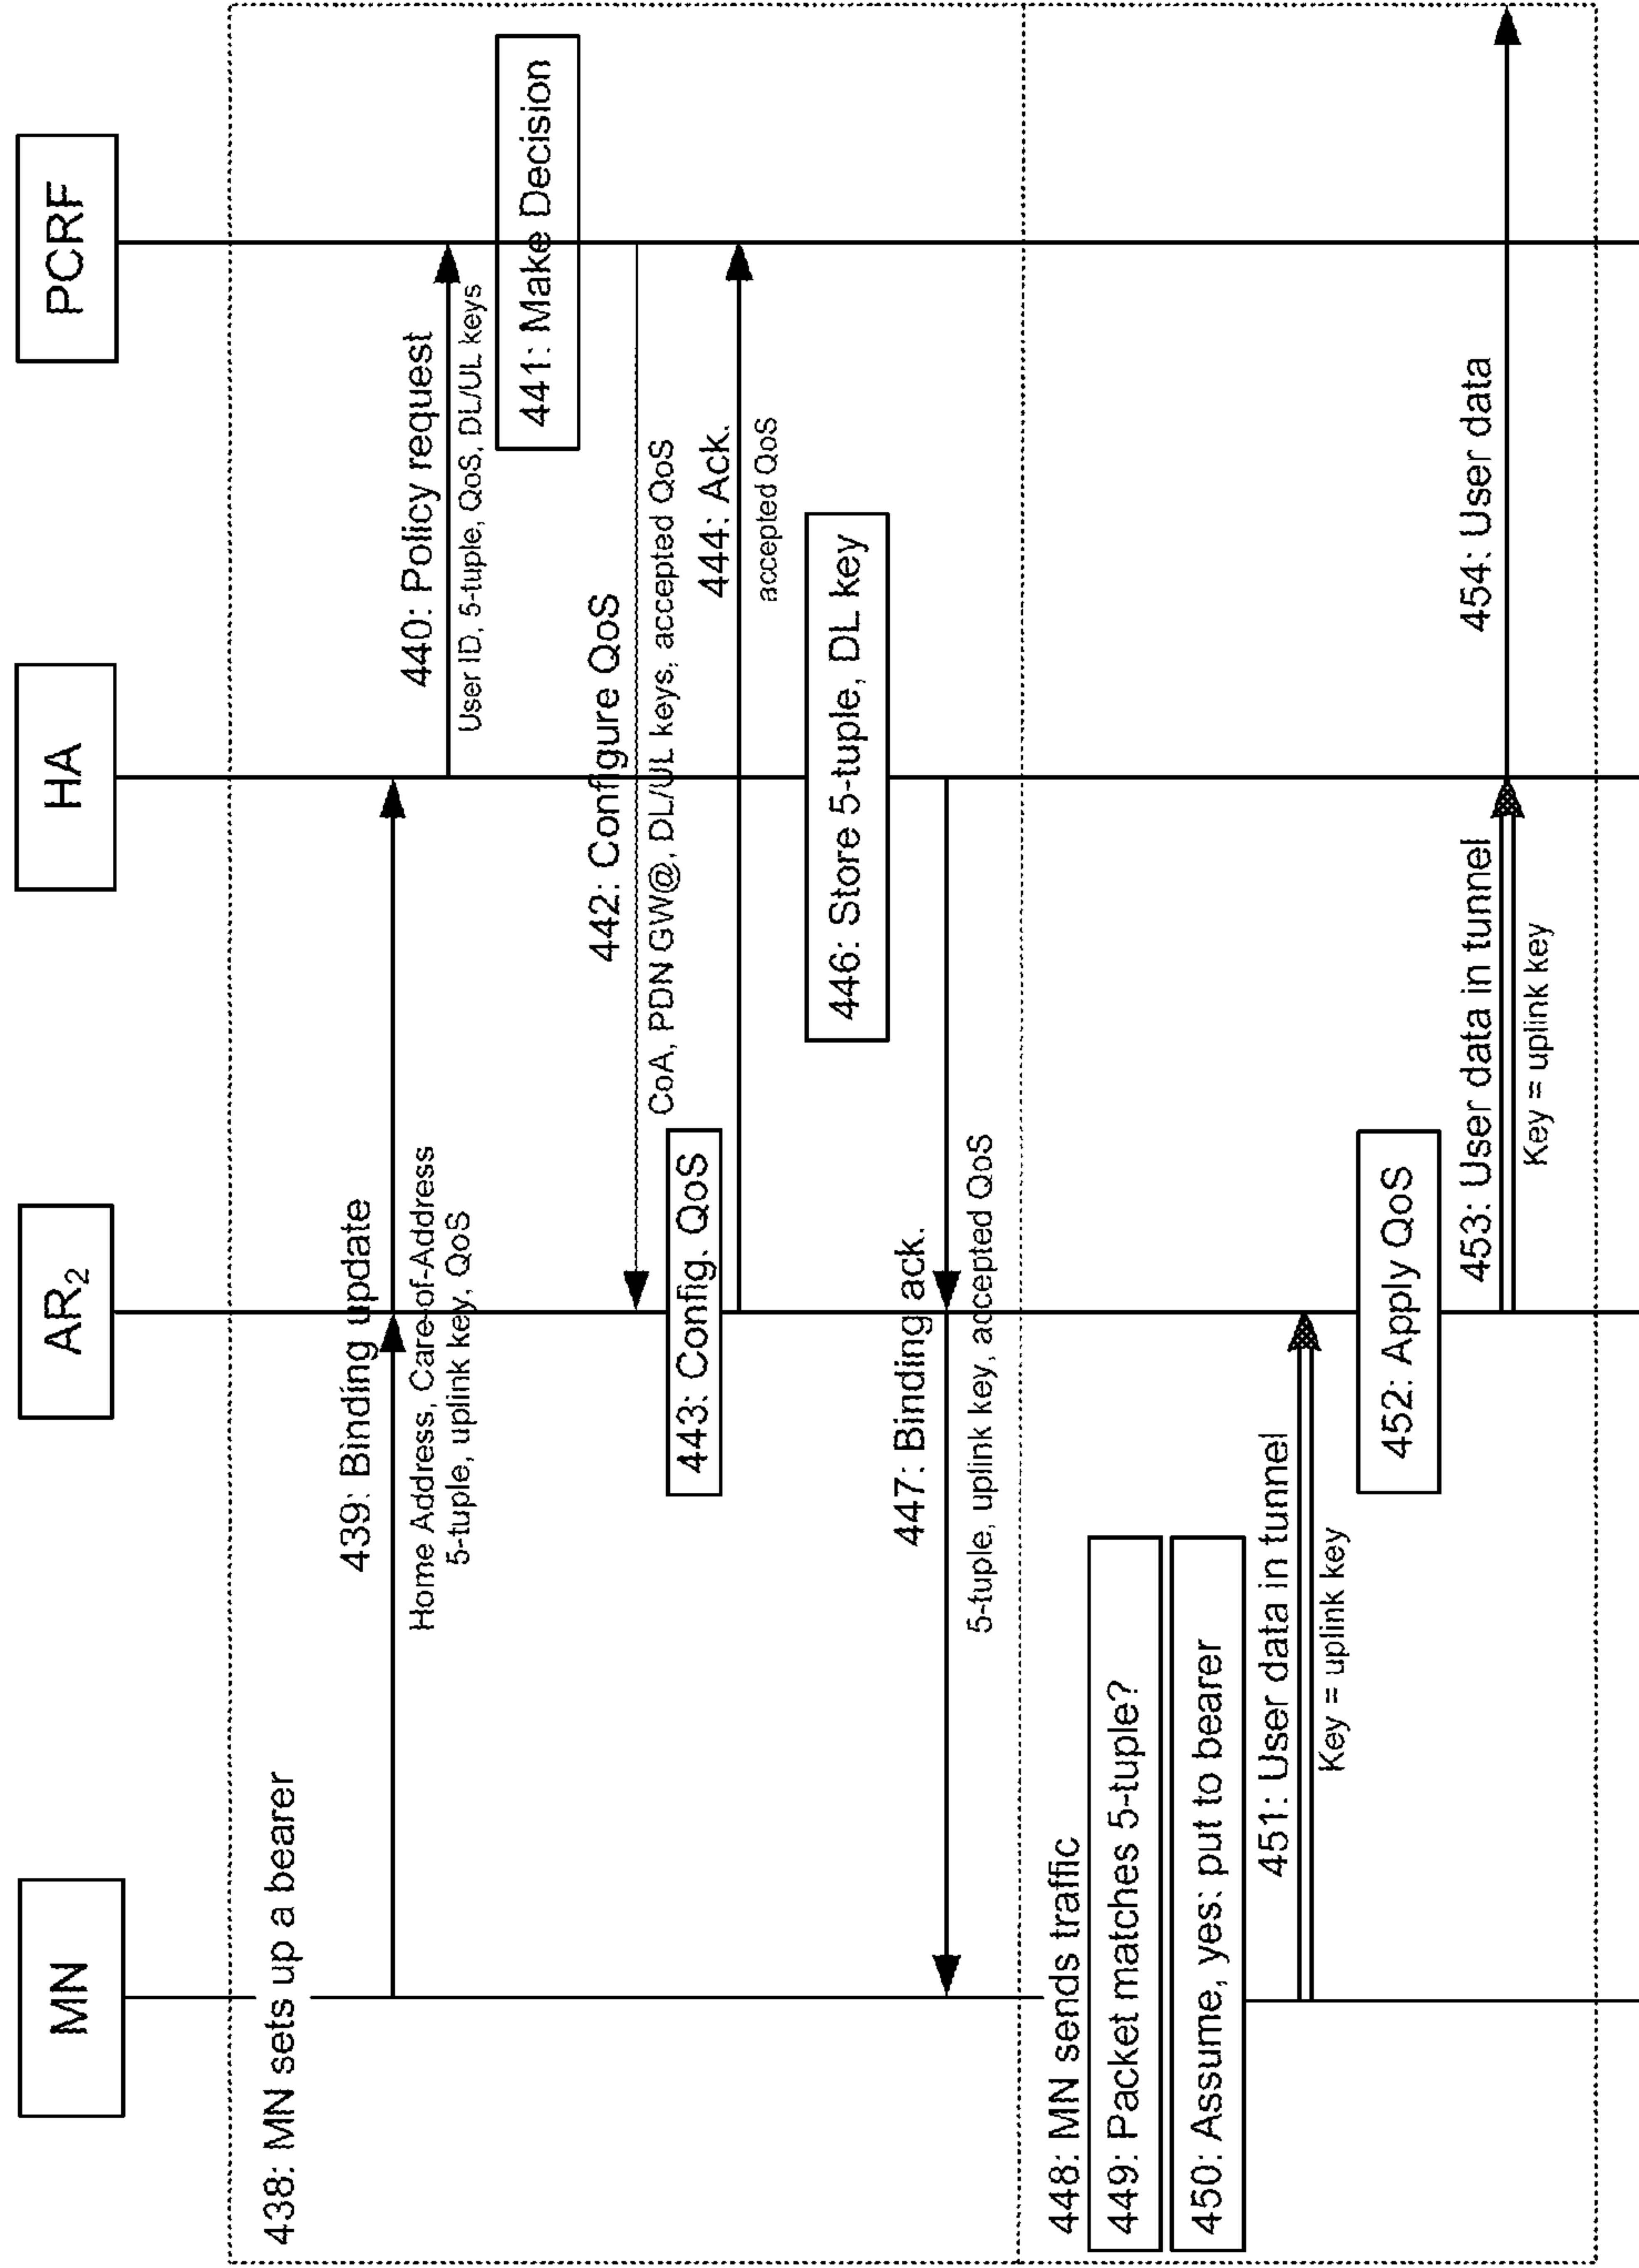 MN
AR₂
HA
PCRF
438: MN sets up a bearer
439: Binding update
Home Address, Care-of-Address
5-tuple, uplink key, QoS
440: Policy request
User ID, 5-tuple, QoS, DL/UL keys
441: Make Decision
442: Configure QoS
CoA, PDN GW@, DL/UL keys, accepted QoS
443: Config. QoS
444: Ack.
accepted QoS
446: Store 5-tuple, DL key
447: Binding ack.
5-tuple, uplink key, accepted QoS
448: MN sends traffic
449: Packet matches 5-tuple?
450: Assume, yes: put to bearer
451: User data in tunnel
Key = uplink key
452: Apply QoS
453: User data in tunnel
Key = uplink key
454: User data